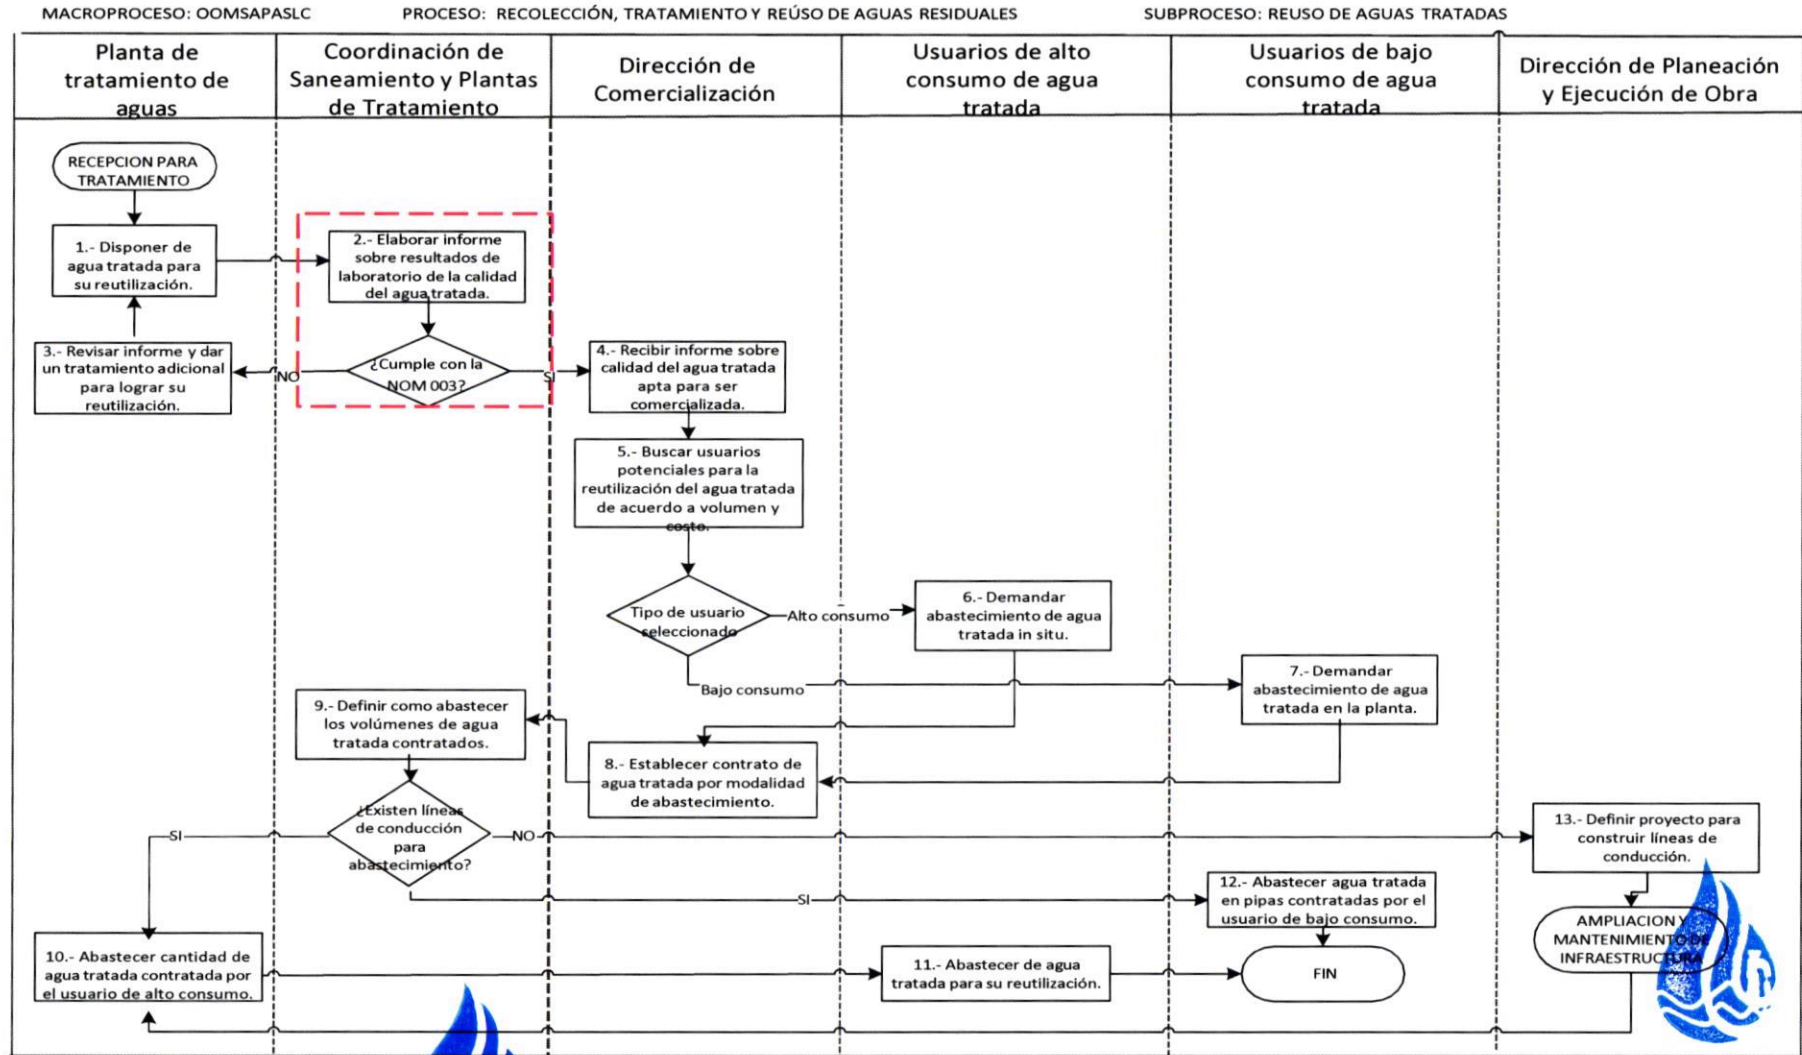 MACROPROCESO: OOMSAPASLC PROCESO: RECOLECCIÓN, TRATAMIENTO Y REÚSO DE AGUAS RESIDUALES SUBPROCESO: REUSO DE AGUAS TRATADAS
Planta de
tratamiento de
aguas
Coordinación de
Saneamiento y Plantas
de Tratamiento
Dirección de
Comercialización
Usuarios de alto
consumo de agua
tratada
Usuarios de bajo
consumo de agua
tratada
Dirección de Planeación
y Ejecución de Obra
RECEPCION PARA
TRATAMIENTO
1.- Disponer de
agua tratada para
su reutilización.
2.- Elaborar informe
sobre resultados de
laboratorio de la calidad
del agua tratada.
¿Cumple con la
NOM 003?
NO
SI
3.- Revisar informe y dar
un tratamiento adicional
para lograr su
reutilización.
4.- Recibir informe sobre
calidad del agua tratada
apta para ser
comercializada.
5.- Buscar usuarios
potenciales para la
reutilización del agua tratada
de acuerdo a volumen y
costo.
Tipo de usuario
seleccionado
Alto consumo
Bajo consumo
6.- Demandar
abastecimiento de agua
tratada in situ.
7.- Demandar
abastecimiento de agua
tratada en la planta.
8.- Establecer contrato de
agua tratada por modalidad
de abastecimiento.
9.- Definir como abastecer
los volúmenes de agua
tratada contratados.
¿Existen líneas
de conducción
para
abastecimiento?
SI
NO
SI
13.- Definir proyecto para
construir líneas de
conducción.
12.- Abastecer agua tratada
en pipas contratadas por el
usuario de bajo consumo.
AMPLIACION Y
MANTENIMIENTO DE
INFRAESTRUCTURA
10.- Abastecer cantidad de
agua tratada contratada por
el usuario de alto consumo.
11.- Abastecer de agua
tratada para su reutilización.
FIN